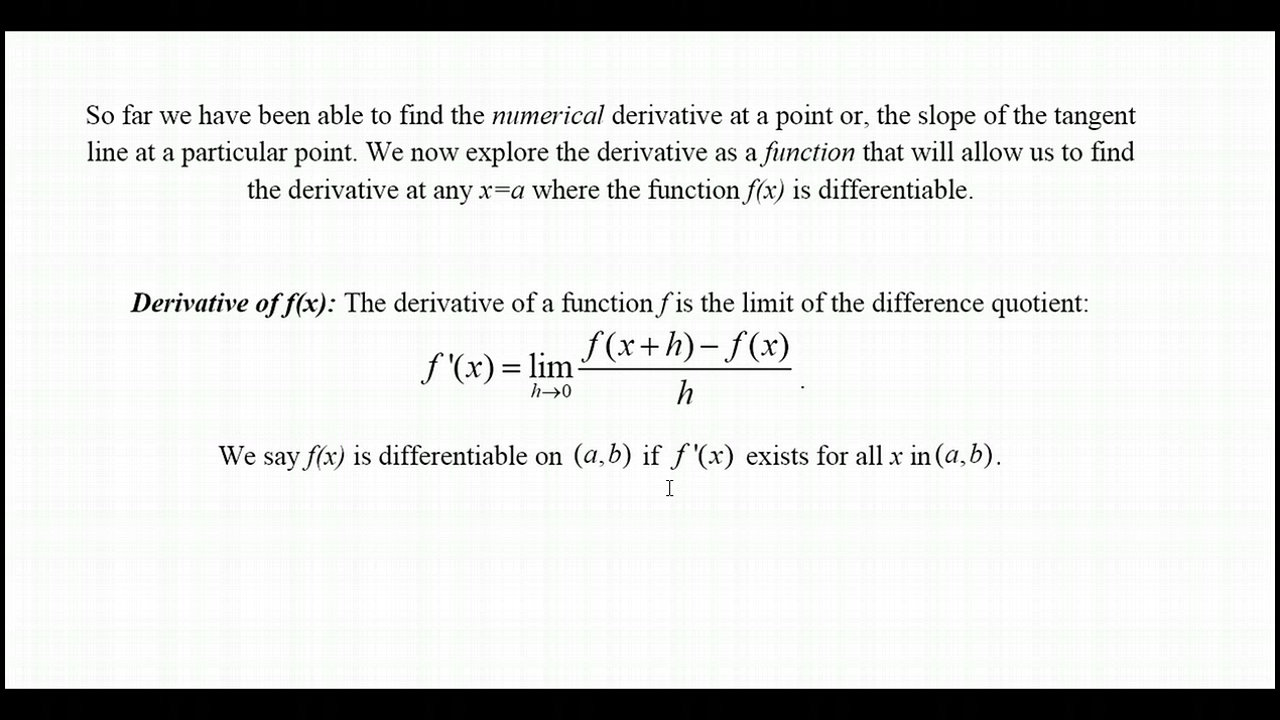 So far we have been able to find the numerical derivative at a point or, the slope of the tangent
line at a particular point. We now explore the derivative as a function that will allow us to find
the derivative at any x=a where the function f(x) is differentiable.
Derivative of f(x): The derivative of a function f is the limit of the difference quotient:
f'(x) = lim h→0 f(x+h) − f(x) / h .
We say f(x) is differentiable on (a,b) if f'(x) exists for all x in (a,b).